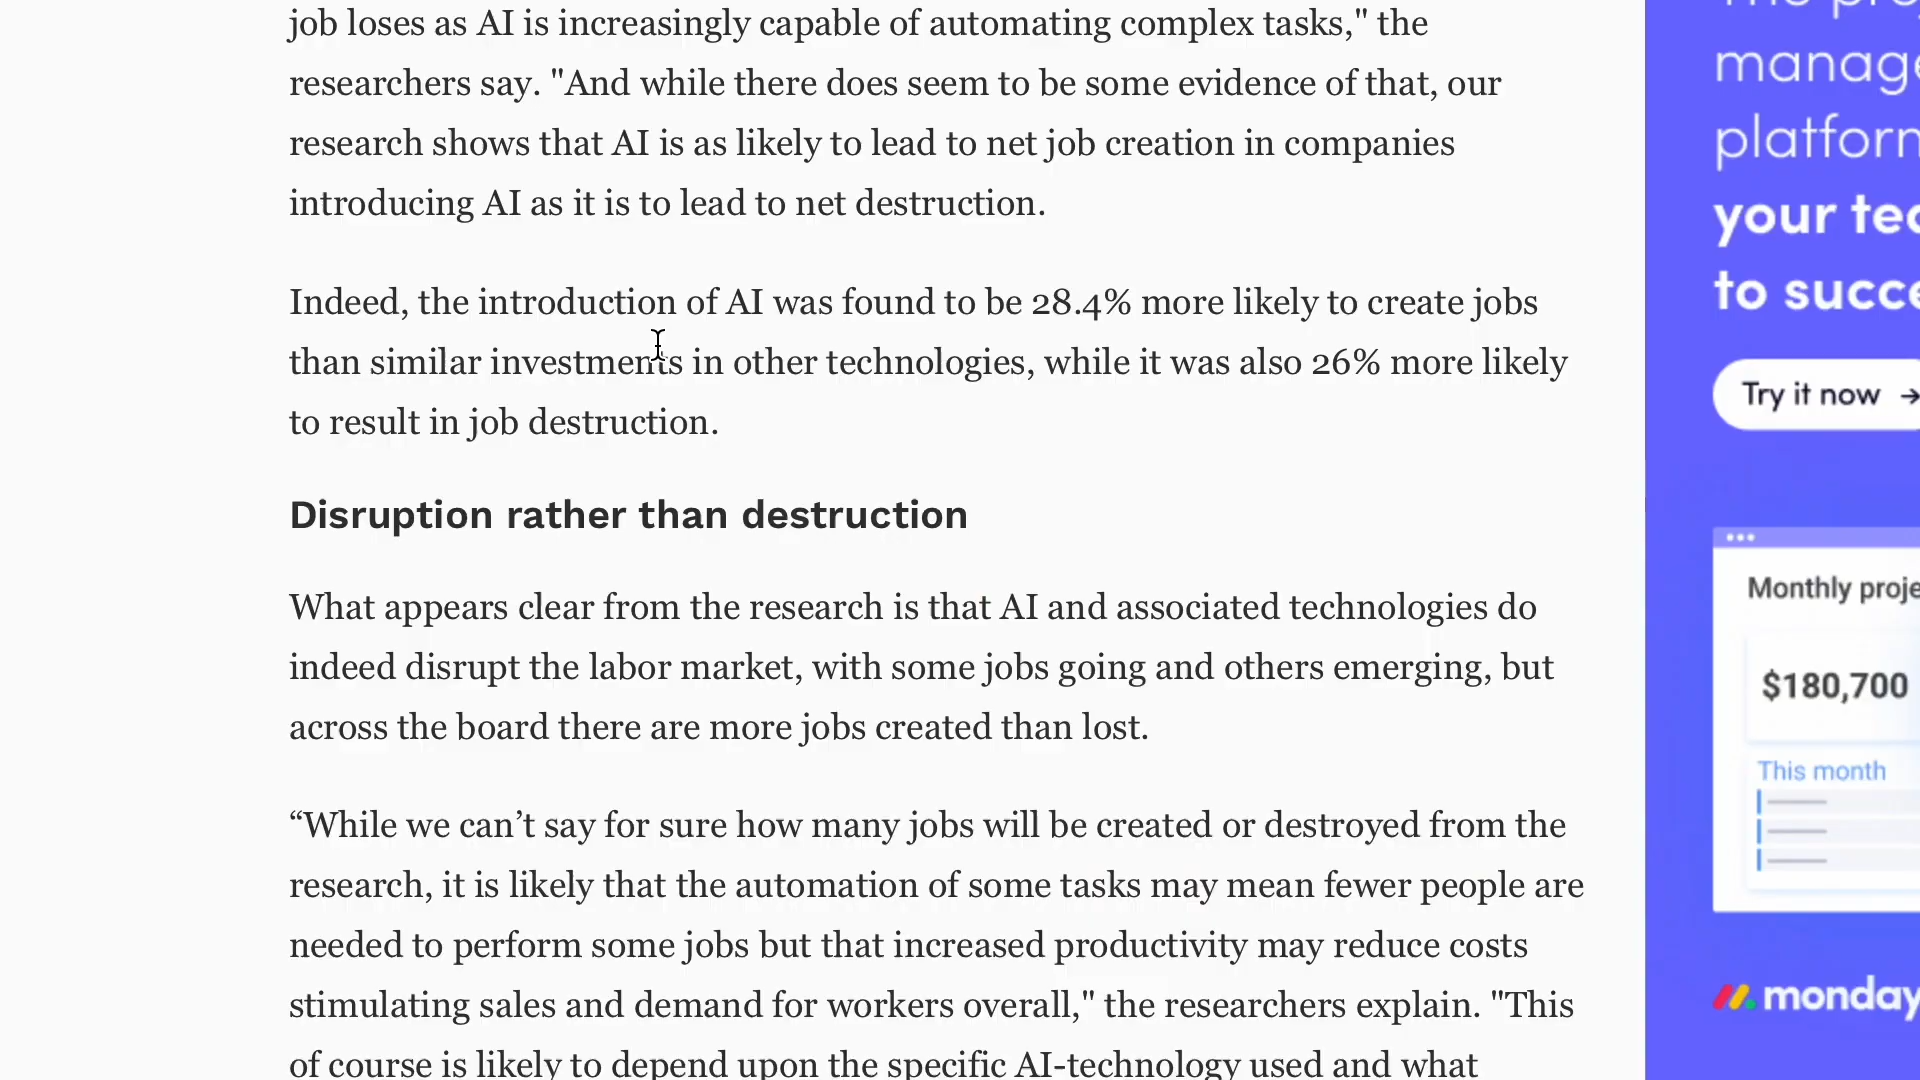 job loses as AI is increasingly capable of automating complex tasks," the
researchers say. "And while there does seem to be some evidence of that, our
research shows that AI is as likely to lead to net job creation in companies
introducing AI as it is to lead to net destruction.
Indeed, the introduction of AI was found to be 28.4% more likely to create jobs
than similar investments in other technologies, while it was also 26% more likely
to result in job destruction.
Disruption rather than destruction
What appears clear from the research is that AI and associated technologies do
indeed disrupt the labor market, with some jobs going and others emerging, but
across the board there are more jobs created than lost.
“While we can’t say for sure how many jobs will be created or destroyed from the
research, it is likely that the automation of some tasks may mean fewer people are
needed to perform some jobs but that increased productivity may reduce costs
stimulating sales and demand for workers overall," the researchers explain. "This
of course is likely to depend upon the specific AI-technology used and what
your
to
Try it now →
Monthly
$180,700
This month
monday